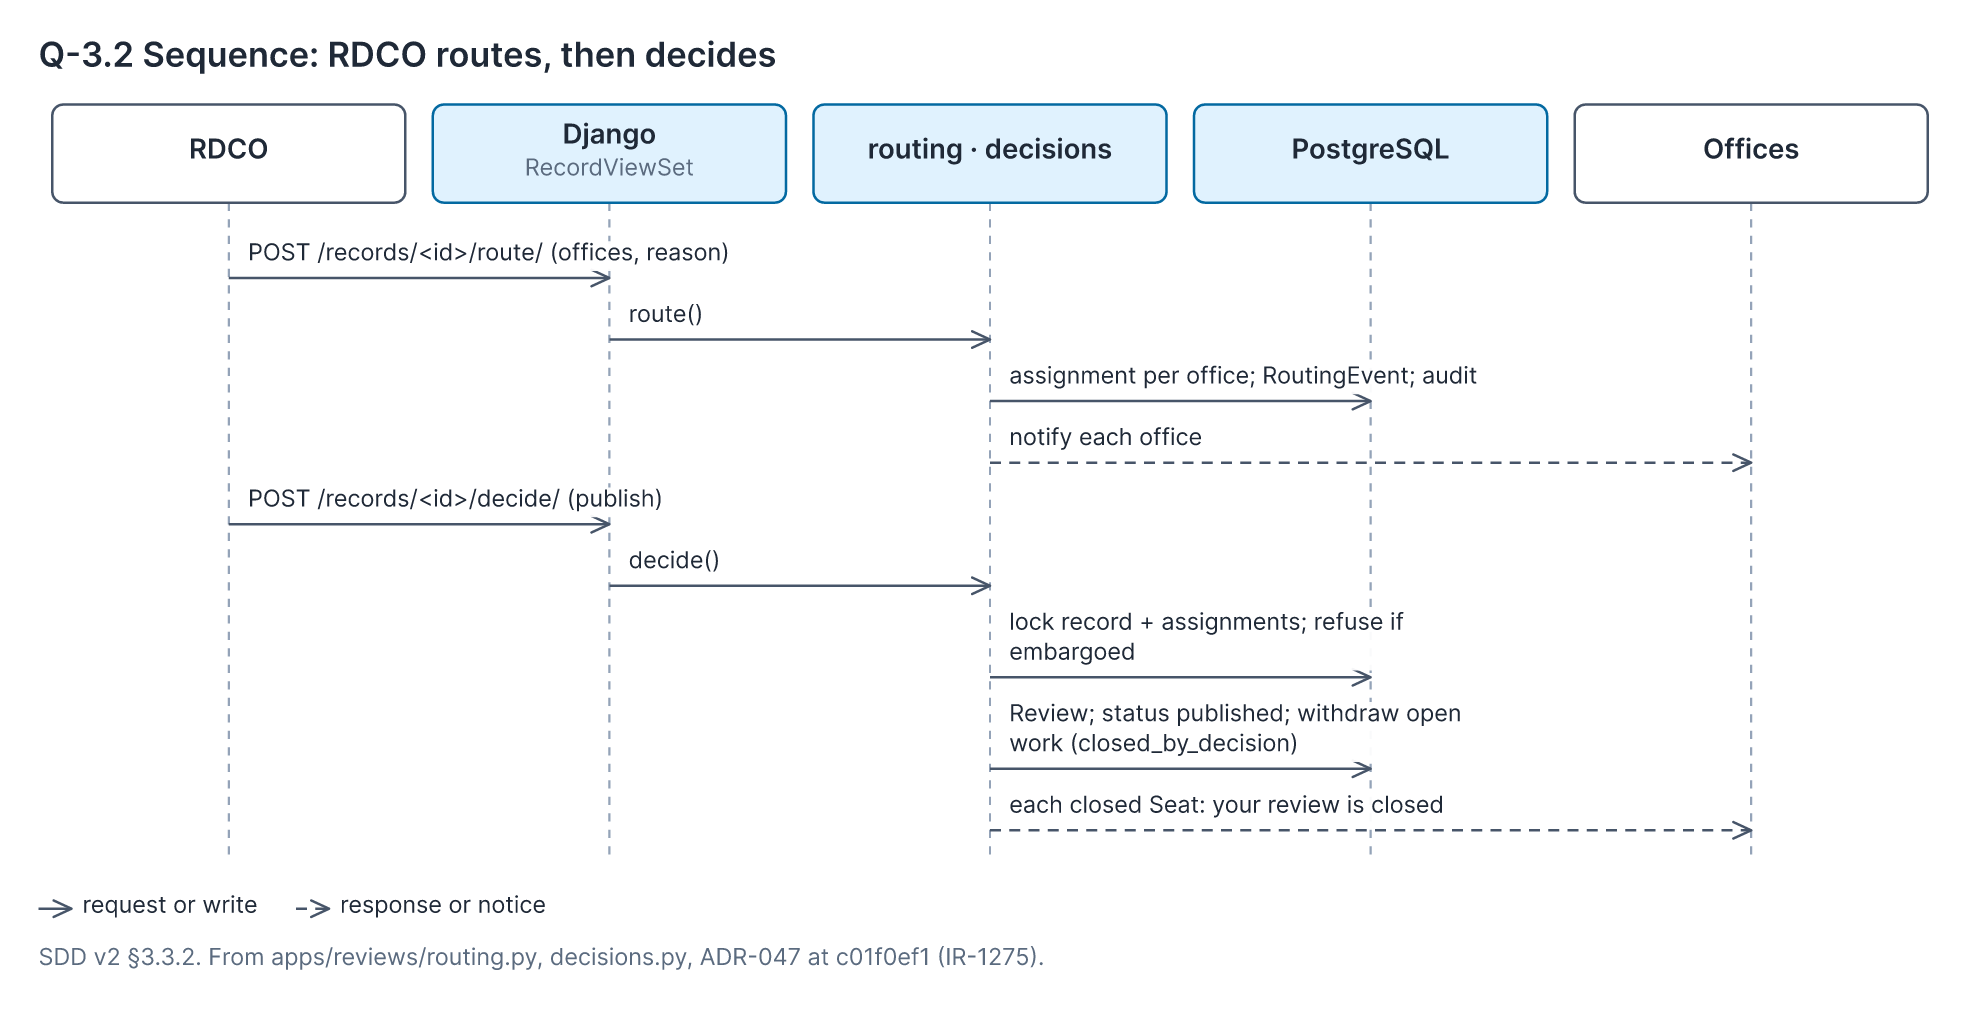 Q-3.2 Sequence: RDCO routes, then decides
RDCO
Django
RecordViewSet
routing · decisions
PostgreSQL
Offices
POST /records/<id>/route/ (offices, reason)
route()
assignment per office; RoutingEvent; audit
notify each office
POST /records/<id>/decide/ (publish)
decide()
lock record + assignments; refuse if
embargoed
Review; status published; withdraw open
work (closed_by_decision)
each closed Seat: your review is closed
request or write
response or notice
SDD v2 §3.3.2. From apps/reviews/routing.py, decisions.py, ADR-047 at c01f0ef1 (IR-1275).